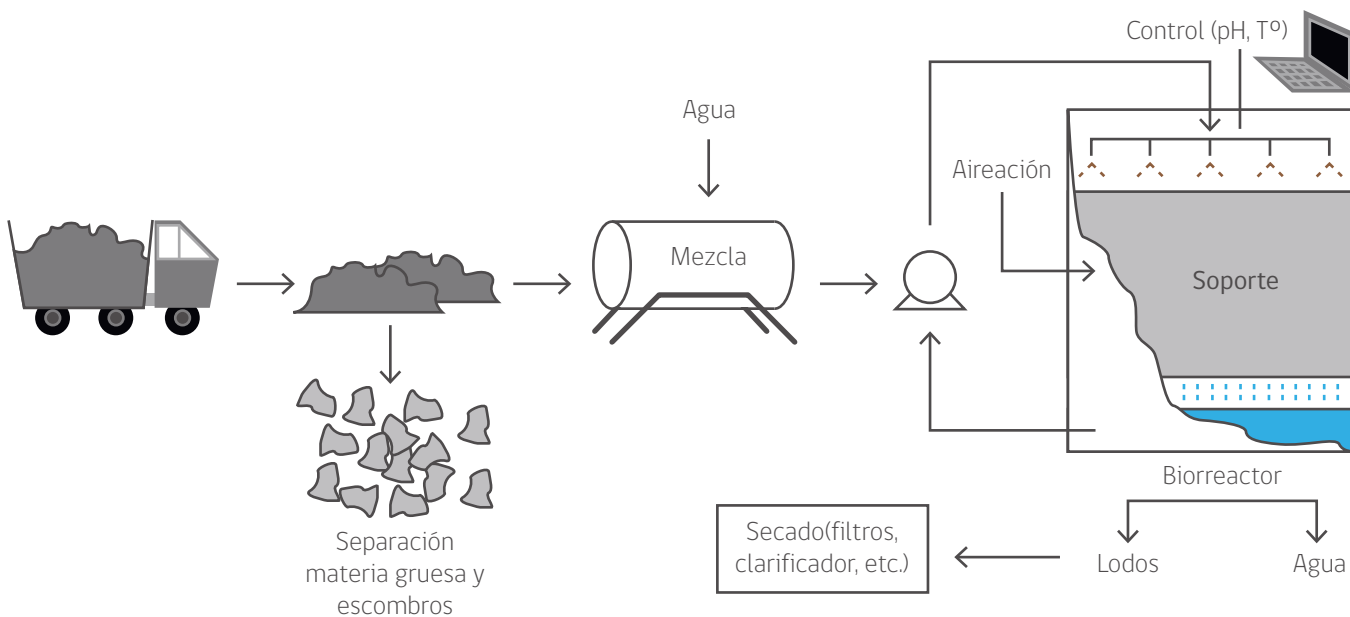 Control (pH, Tº)
Agua
Aireación
Mezcla
Soporte
Biorreactor
Separación
materia gruesa y
escombros
Secado(filtros,
clarificador, etc.)
Lodos
Agua